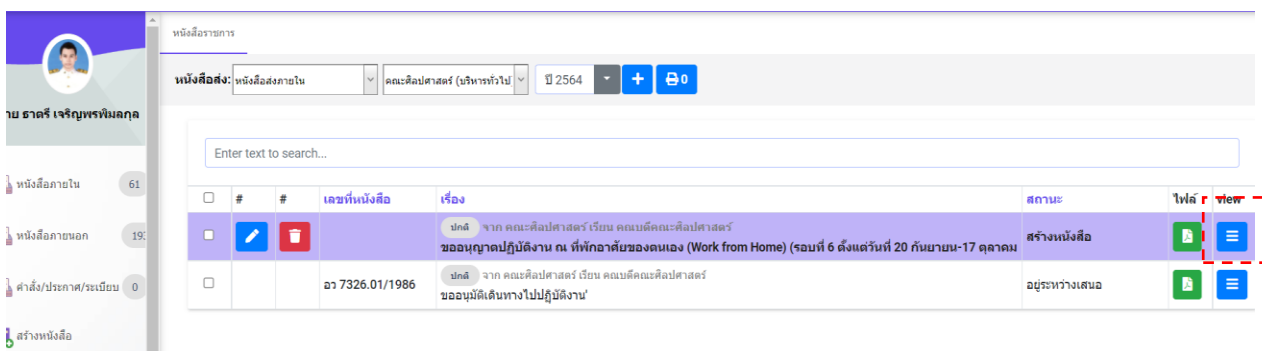 หนังสือราชการ
หนังสือส่ง: หนังสือส่งภายใน คณะศิลปศาสตร์ (บริหารทั่วไป ปี 2564 + 0
าย ธาตรี เจริญพรพิมลกุล
Enter text to search...
หนังสือภายใน 61
# # เลขที่หนังสือ เรื่อง สถานะ ไฟล์ view
ปกติ จาก คณะศิลปศาสตร์ เรียน คณบดีคณะศิลปศาสตร์
ขออนุญาตปฏิบัติงาน ณ ที่พักอาศัยของตนเอง (Work from Home) (รอบที่ 6 ตั้งแต่วันที่ 20 กันยายน-17 ตุลาคม สร้างหนังสือ
หนังสือภายนอก 193
ปกติ จาก คณะศิลปศาสตร์ เรียน คณบดีคณะศิลปศาสตร์
อว 7326.01/1986 ขออนุมัติเดินทางไปปฏิบัติงาน' อยู่ระหว่างเสนอ
คำสั่ง/ประกาศ/ระเบียบ 0
สร้างหนังสือ